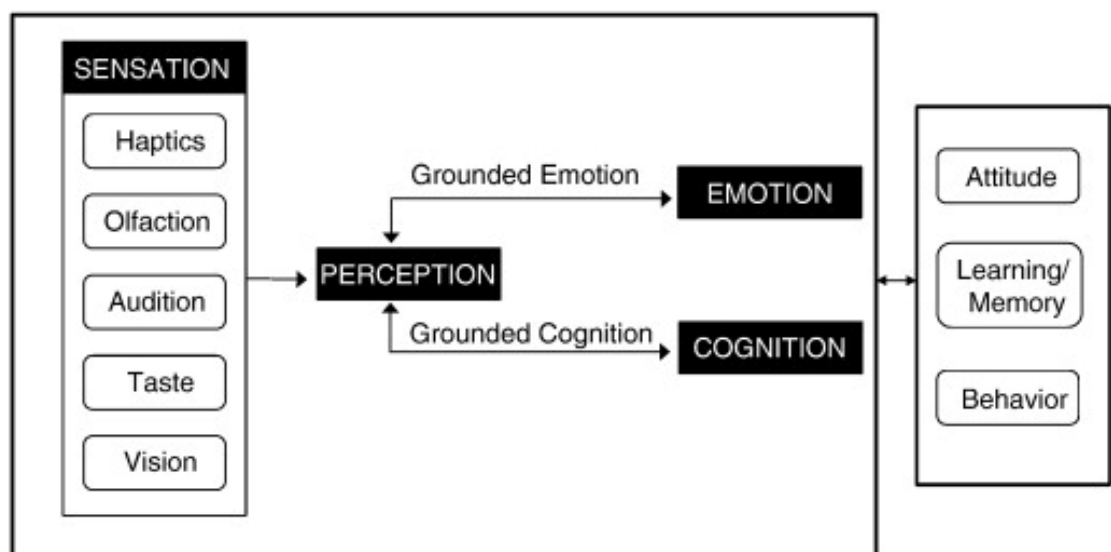 SENSATION
Haptics
Olfaction
Audition
Taste
Vision
PERCEPTION
Grounded Emotion
EMOTION
Grounded Cognition
COGNITION
Attitude
Learning/
Memory
Behavior